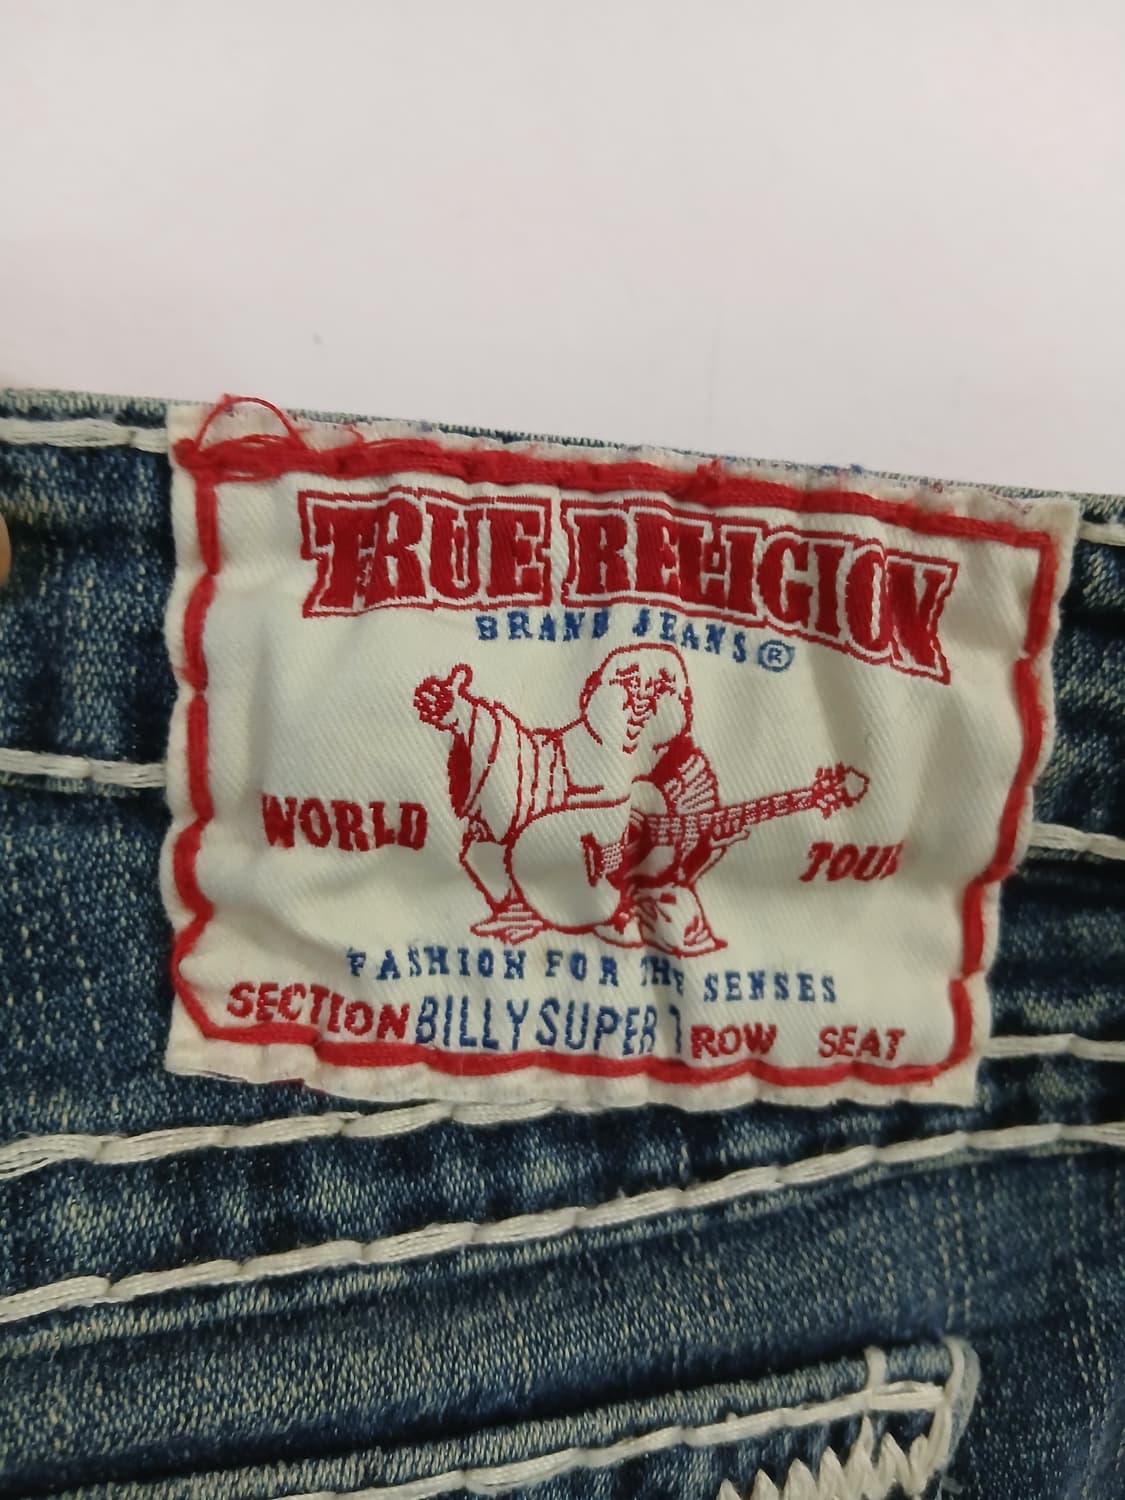 TRUE RELIGION
BRAND JEANS®
WORLD TOUR
FASHION FOR THE SENSES
SECTION BILLY SUPER T ROW SEAT